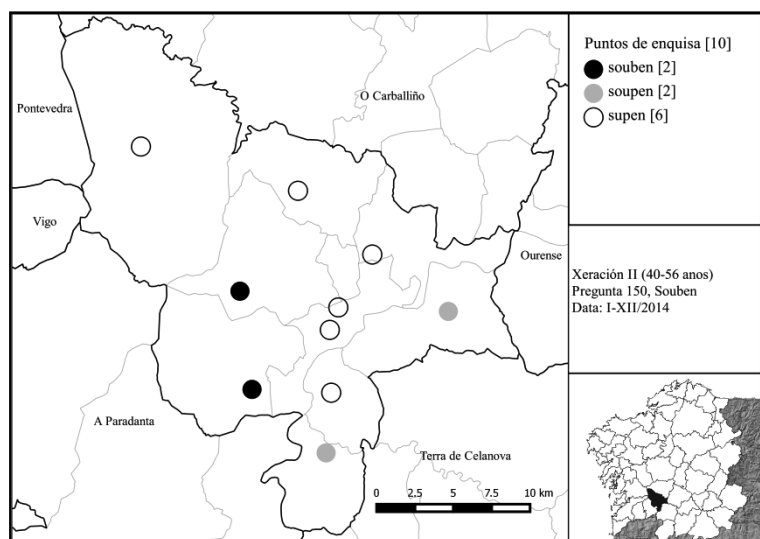 Pontevedra
O Carballiño
Vigo
Ourense
A Paradanta
Terra de Celanova
0 2,5 5 7.5 10 km
Puntos de enquisa [10]
souben [2]
soupen [2]
supen [6]
Xeración II (40-56 anos)
Pregunta 150, Souben
Data: I-XII/2014